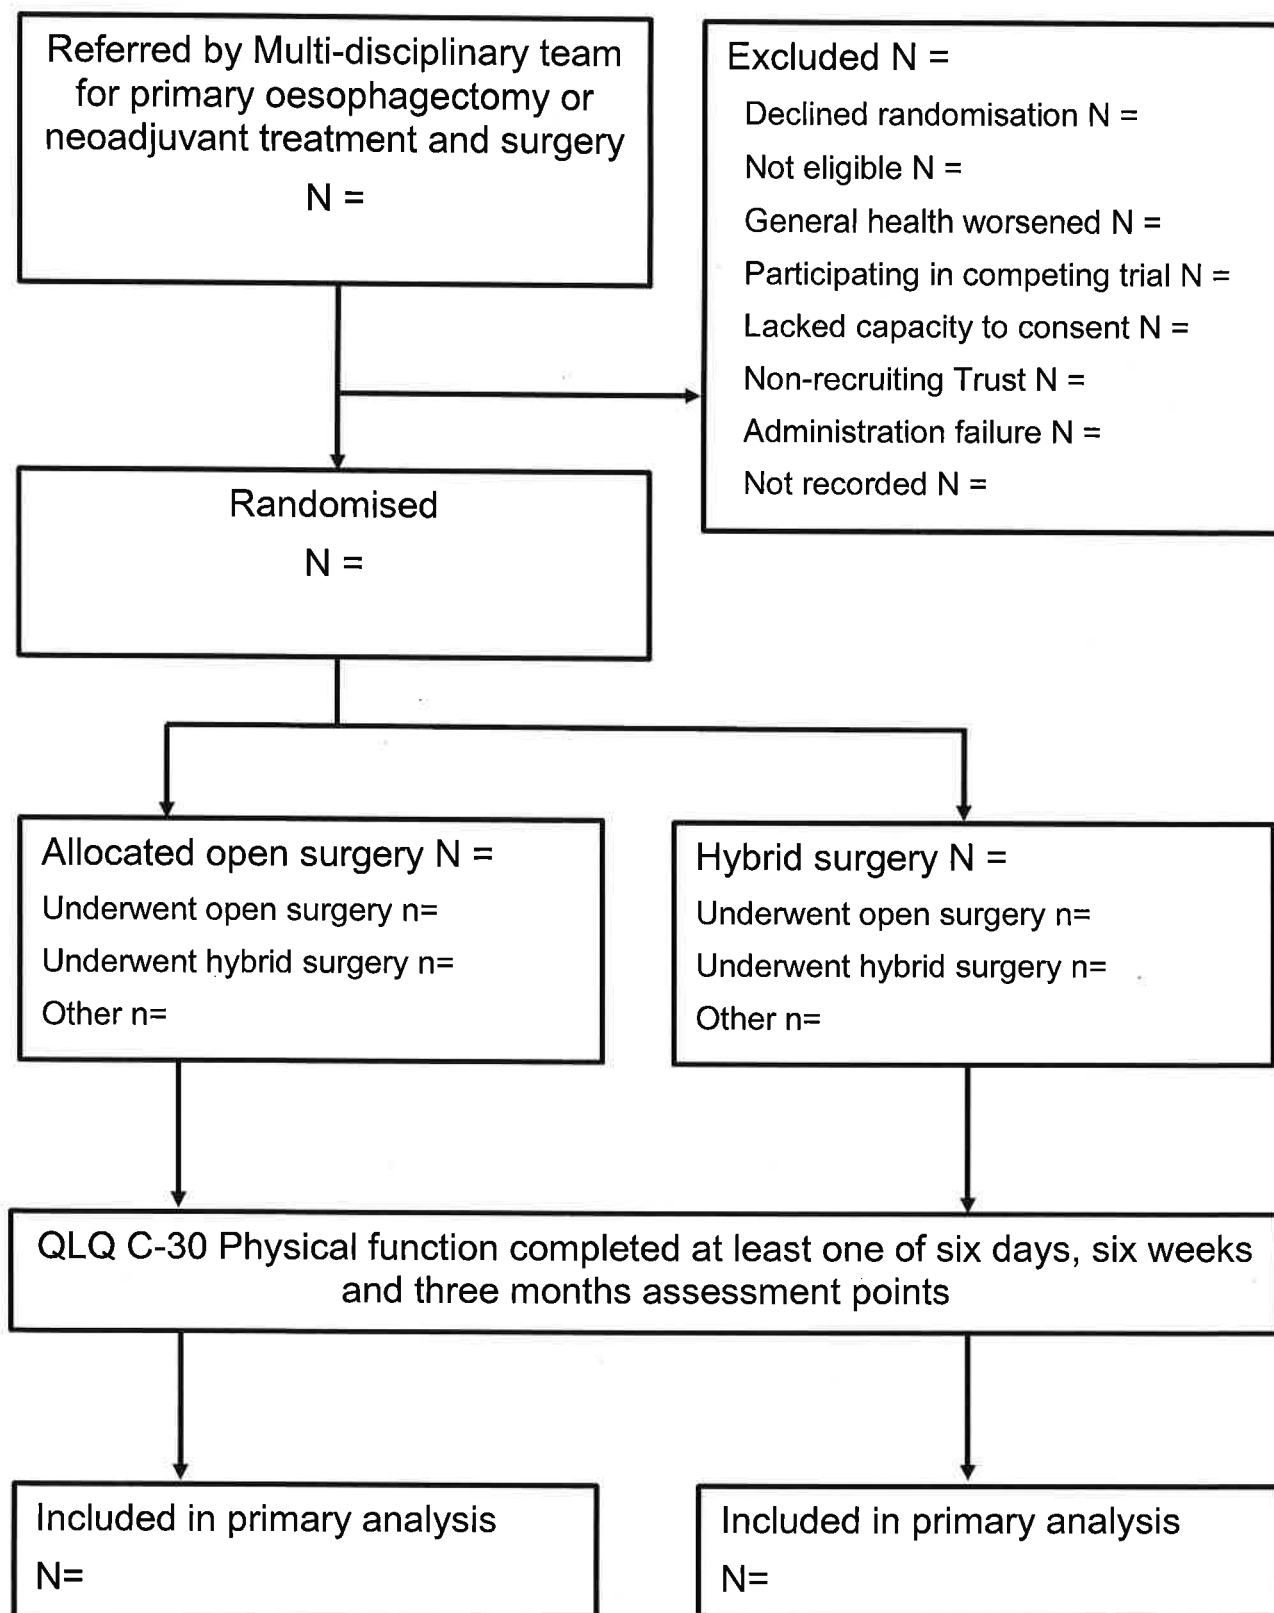 Referred by Multi-disciplinary team
for primary oesophagectomy or
neoadjuvant treatment and surgery
N =
Excluded N =
Declined randomisation N =
Not eligible N =
General health worsened N =
Participating in competing trial N =
Lacked capacity to consent N =
Non-recruiting Trust N =
Administration failure N =
Not recorded N =
Randomised
N =
Allocated open surgery N =
Underwent open surgery n=
Underwent hybrid surgery n=
Other n=
Hybrid surgery N =
Underwent open surgery n=
Underwent hybrid surgery n=
Other n=
QLQ C-30 Physical function completed at least one of six days, six weeks
and three months assessment points
Included in primary analysis
N=
Included in primary analysis
N=